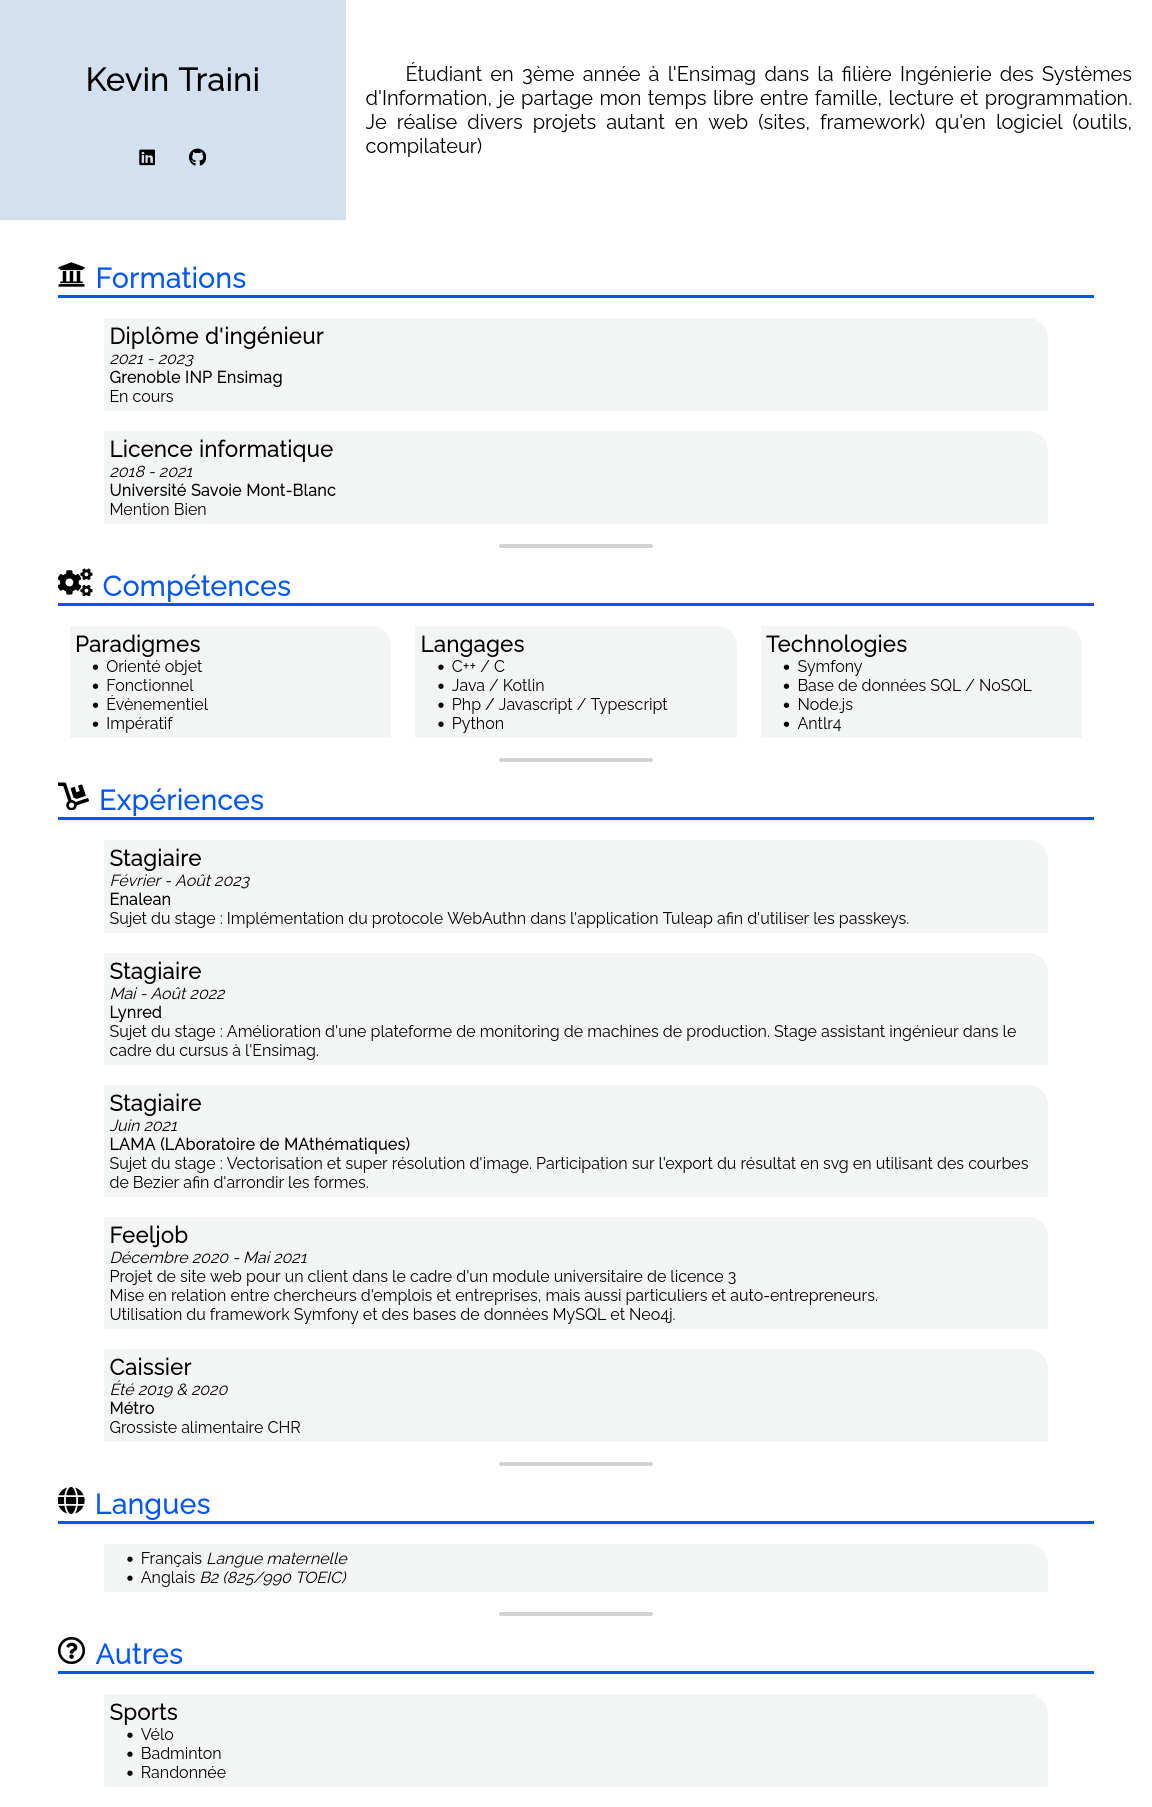 Kevin Traini
Étudiant en 3ème année à l'Ensimag dans la filière Ingénierie des Systèmes
d'Information, je partage mon temps libre entre famille, lecture et programmation.
Je réalise divers projets autant en web (sites, framework) qu'en logiciel (outils,
compilateur)
Formations
Diplôme d'ingénieur
2021 - 2023
Grenoble INP Ensimag
En cours
Licence informatique
2018 - 2021
Université Savoie Mont-Blanc
Mention Bien
Compétences
Paradigmes
• Orienté objet
• Fonctionnel
• Évènementiel
• Impératif
Langages
• C++ / C
• Java / Kotlin
• Php / Javascript / Typescript
• Python
Technologies
• Symfony
• Base de données SQL / NoSQL
• Node.js
• Antlr4
Expériences
Stagiaire
Février - Août 2023
Enalean
Sujet du stage : Implémentation du protocole WebAuthn dans l'application Tuleap afin d'utiliser les passkeys.
Stagiaire
Mai - Août 2022
Lynred
Sujet du stage : Amélioration d'une plateforme de monitoring de machines de production. Stage assistant ingénieur dans le
cadre du cursus à l'Ensimag.
Stagiaire
Juin 2021
LAMA (LAboratoire de MAthématiques)
Sujet du stage : Vectorisation et super résolution d'image. Participation sur l'export du résultat en svg en utilisant des courbes
de Bezier afin d'arrondir les formes.
Feeljob
Décembre 2020 - Mai 2021
Projet de site web pour un client dans le cadre d'un module universitaire de licence 3
Mise en relation entre chercheurs d'emplois et entreprises, mais aussi particuliers et auto-entrepreneurs.
Utilisation du framework Symfony et des bases de données MySQL et Neo4j.
Caissier
Été 2019 & 2020
Métro
Grossiste alimentaire CHR
Langues
• Français Langue maternelle
• Anglais B2 (825/990 TOEIC)
Autres
Sports
• Vélo
• Badminton
• Randonnée